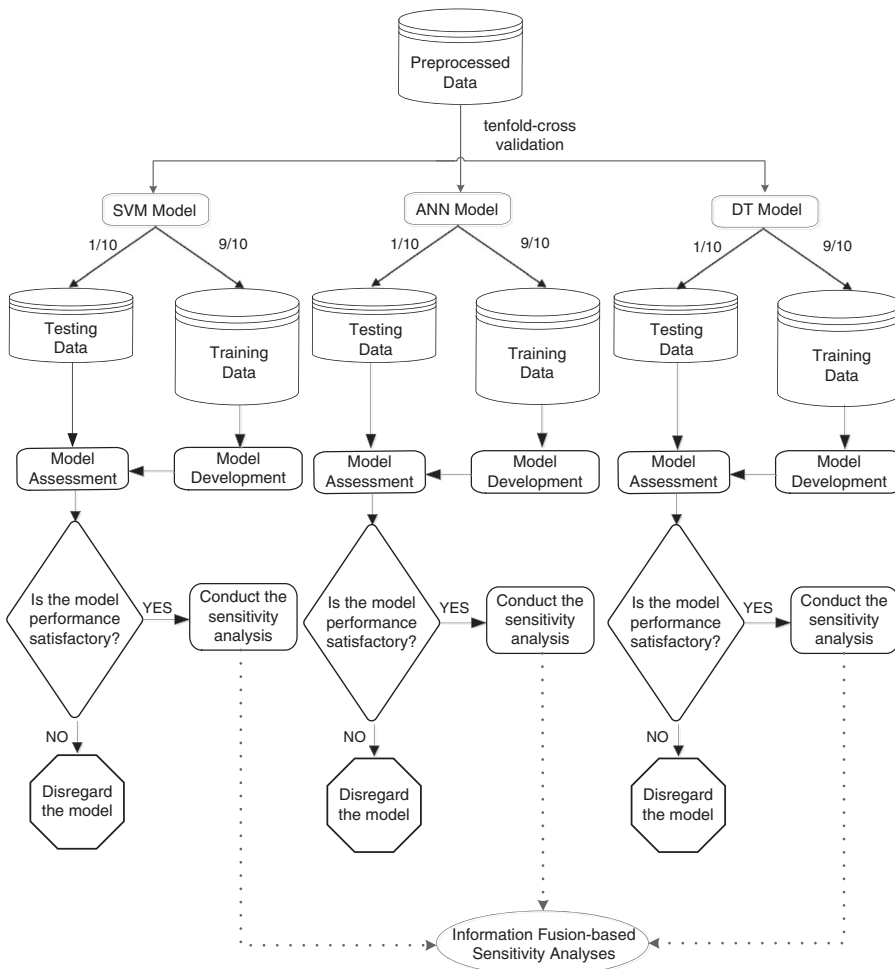 Preprocessed
Data
tenfold-cross
validation
SVM Model
ANN Model
DT Model
1/10
9/10
1/10
9/10
1/10
9/10
Testing
Data
Training
Data
Testing
Data
Training
Data
Testing
Data
Training
Data
Model
Assessment
Model
Development
Model
Assessment
Model
Development
Model
Assessment
Model
Development
Is the model
performance
satisfactory?
YES
Conduct the
sensitivity
analysis
Is the model
performance
satisfactory?
YES
Conduct the
sensitivity
analysis
Is the model
performance
satisfactory?
YES
Conduct the
sensitivity
analysis
NO
NO
NO
Disregard
the model
Disregard
the model
Disregard
the model
Information Fusion-based
Sensitivity Analyses